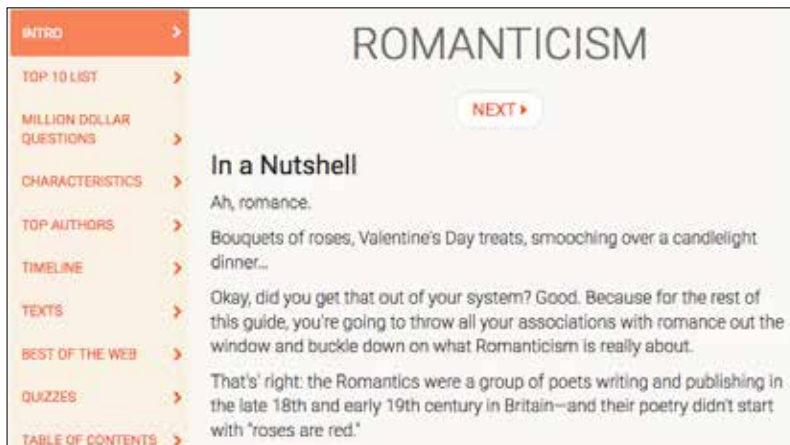 INTRO
TOP 10 LIST
MILLION DOLLAR
QUESTIONS
CHARACTERISTICS
TOP AUTHORS
TIMELINE
TEXTS
BEST OF THE WEB
QUIZZES
TABLE OF CONTENTS
ROMANTICISM
NEXT
In a Nutshell
Ah, romance.
Bouquets of roses, Valentine's Day treats, smooching over a candlelight
dinner...
Okay, did you get that out of your system? Good. Because for the rest of
this guide, you're going to throw all your associations with romance out the
window and buckle down on what Romanticism is really about.
That's' right: the Romantics were a group of poets writing and publishing in
the late 18th and early 19th century in Britain—and their poetry didn't start
with "roses are red."